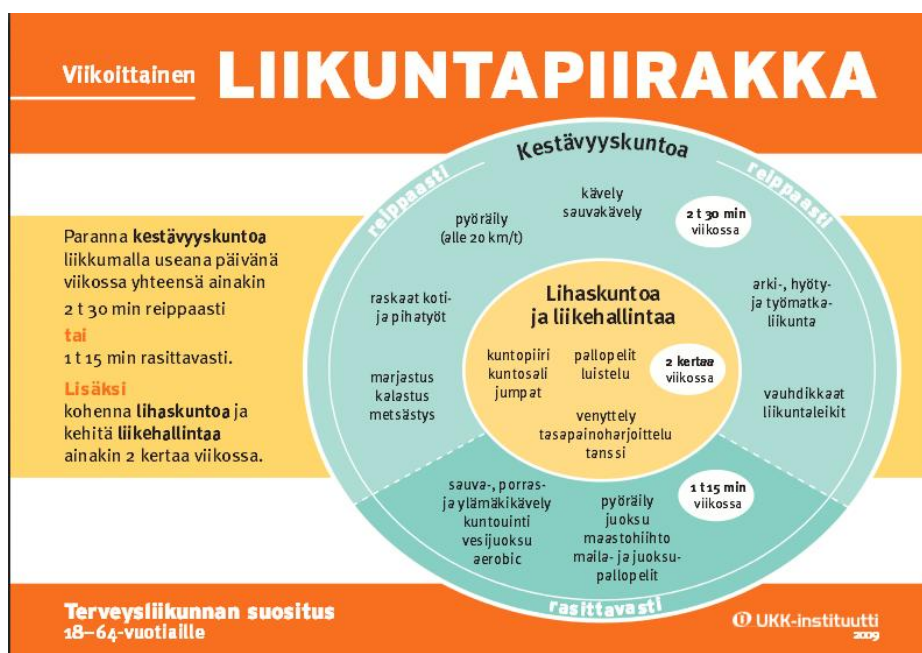 Viikoittainen LIIKUNTAPIIRAKKA
Paranna kestävyyskuntoa
liikkumalla useana päivänä
viikossa yhteensä ainakin
2 t 30 min reippaasti
tai
1 t 15 min rasittavasti.
Lisäksi
kohenna lihaskuntoa ja
kehitä liikehallintaa
ainakin 2 kertaa viikossa.
Kestävyyskuntoa
reippaasti
reippaasti
kävely
sauvakävely
2 t 30 min
viikossa
pyöräily
(alle 20 km/t)
raskaat koti-
ja pihatyöt
marjastus
kalastus
metsästys
arki-, hyöty-
ja työmatka-
liikunta
vauhdikkaat
liikuntaleikit
Lihaskuntoa
ja liikehallintaa
kuntopiiri
kuntosali
jumpat
pallopelit
luistelu
2 kertaa
viikossa
venyttely
tasapainoharjoittelu
tanssi
sauva-, porras-
ja ylämäkikävely
kuntouinti
vesijuoksu
aerobic
pyöräily
juoksu
maastohiihto
maila- ja juoksu-
pallopelit
1 t 15 min
viikossa
rasittavasti
Terveysliikunnan suositus
18–64-vuotiaille
UKK-instituutti
2009